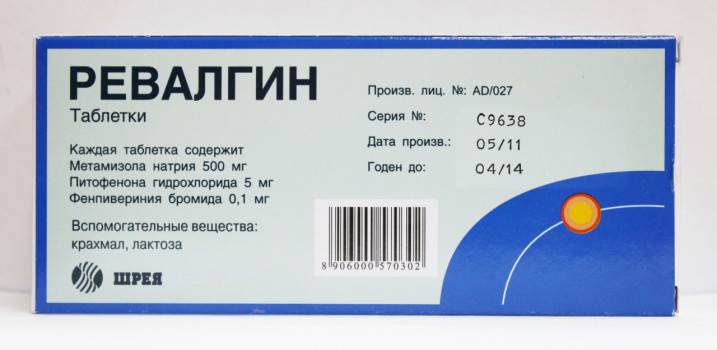 РЕВАЛГИН
Таблетки
Каждая таблетка содержит
Метамизола натрия 500 мг
Питофенона гидрохлорида 5 мг
Фенпивериния бромида 0,1 мг
Вспомогательные вещества:
крахмал, лактоза
ШРЕЯ
Произв. лиц. №: AD/027
Серия №: C9638
Дата произв.: 05/11
Годен до: 04/14
8 906000 570302